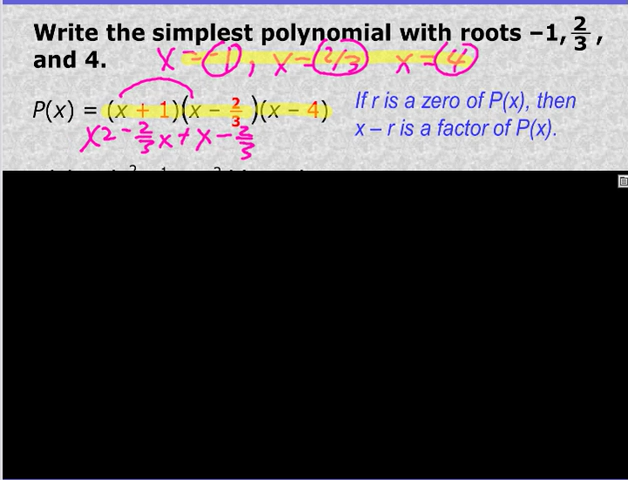 Write the simplest polynomial with roots −1, 2/3,
and 4.
x = −1, x = 2/3 x = 4
P(x) = (x + 1)(x − 2/3)(x − 4)
If r is a zero of P(x), then
x – r is a factor of P(x).
x2 − 2/3 x + x − 2/3